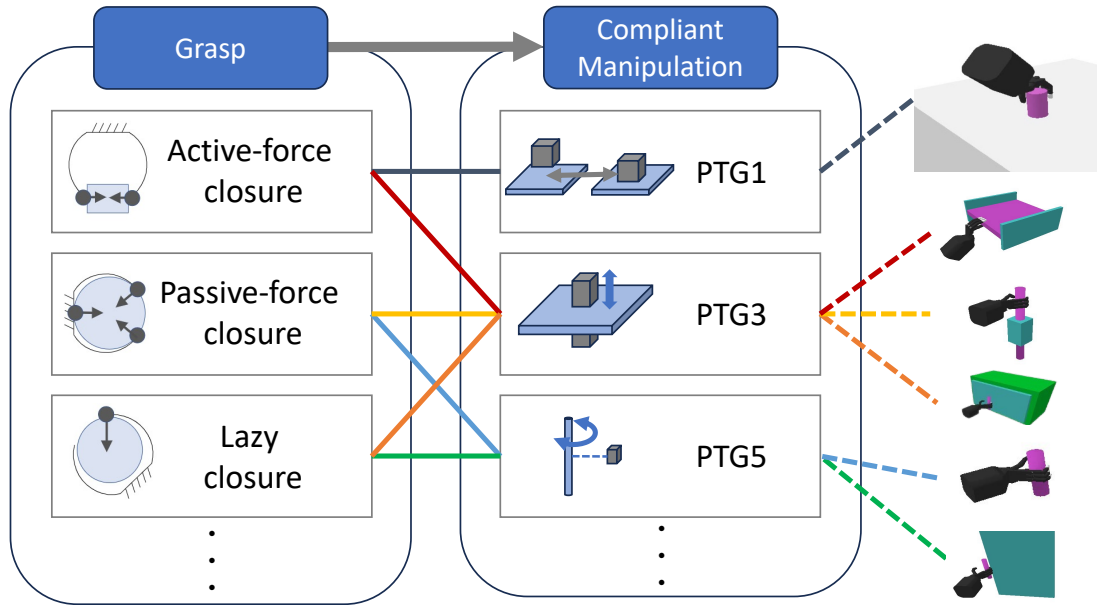 Grasp
Compliant
Manipulation
Active-force
closure
PTG1
Passive-force
closure
PTG3
Lazy
closure
PTG5